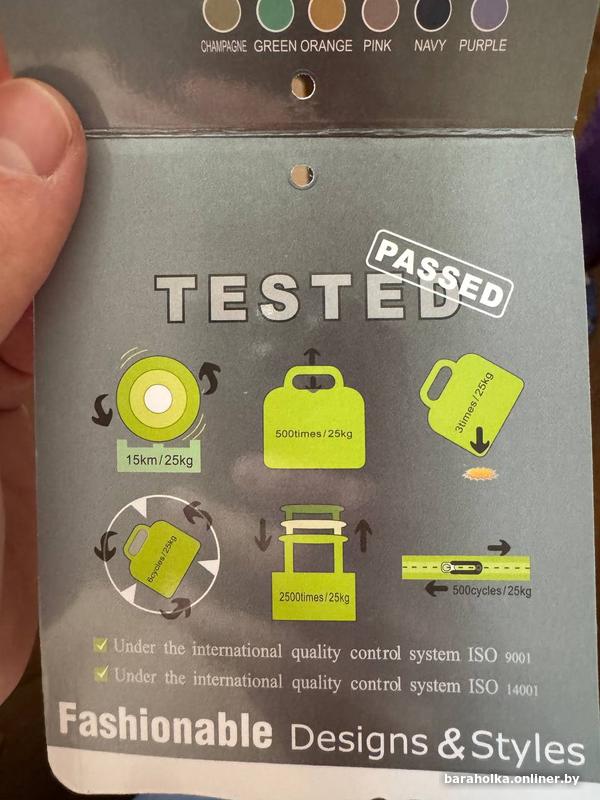 CHAMPAGNE GREEN ORANGE PINK NAVY PURPLE
PASSED
TESTED
15km/25kg
500times/25kg
3times/25kg
6cycles/25kg
2500times/25kg
500cycles/25kg
Under the international quality control system ISO 9001
Under the international quality control system ISO 14001
Fashionable Designs & Styles
baraholka.onliner.by